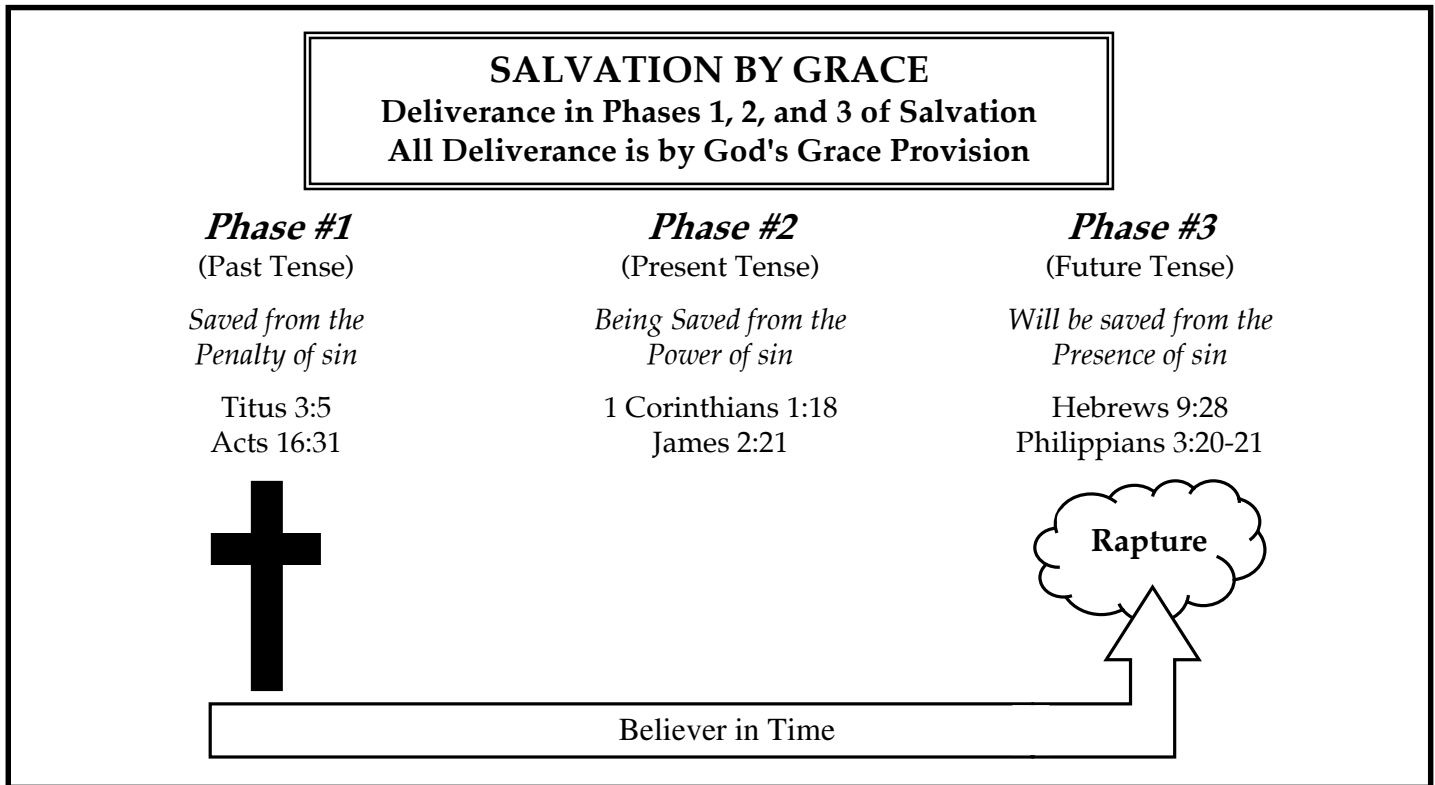 SALVATION BY GRACE
Deliverance in Phases 1, 2, and 3 of Salvation
All Deliverance is by God's Grace Provision
Phase #1
(Past Tense)
Saved from the
Penalty of sin
Titus 3:5
Acts 16:31
Phase #2
(Present Tense)
Being Saved from the
Power of sin
1 Corinthians 1:18
James 2:21
Phase #3
(Future Tense)
Will be saved from the
Presence of sin
Hebrews 9:28
Philippians 3:20-21
Rapture
Believer in Time